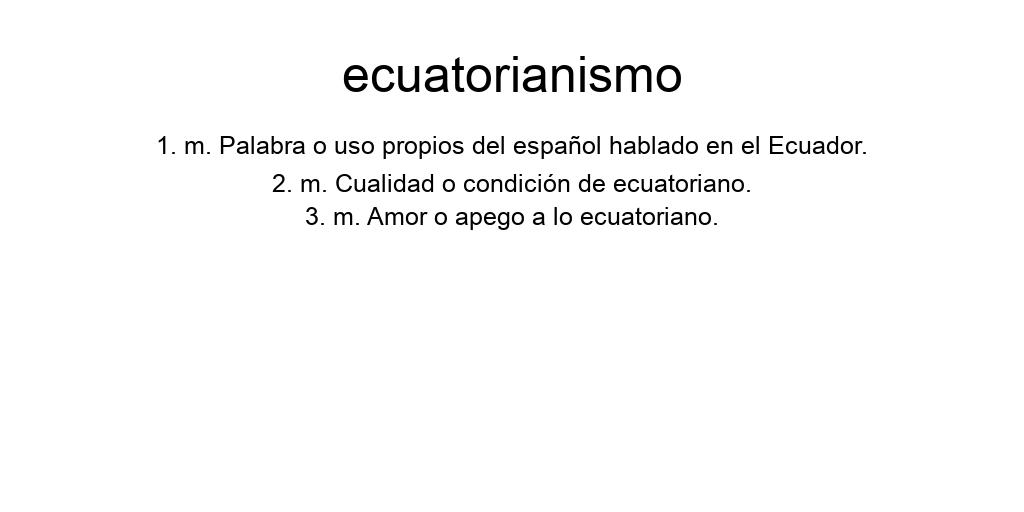 ecuatorianismo
1. m. Palabra o uso propios del español hablado en el Ecuador.
2. m. Cualidad o condición de ecuatoriano.
3. m. Amor o apego a lo ecuatoriano.